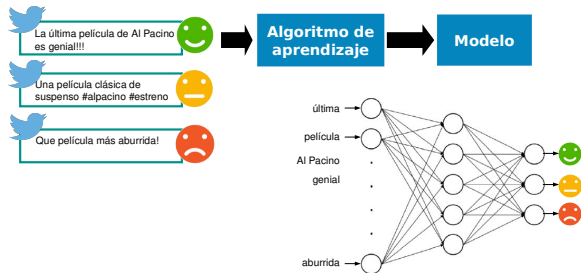 La última película de Al Pacino
es genial!!!
Algoritmo de
aprendizaje
Modelo
Una película clásica de
suspenso #alpacino #estreno
Que película más aburrida!
última
película
Al Pacino
genial
aburrida